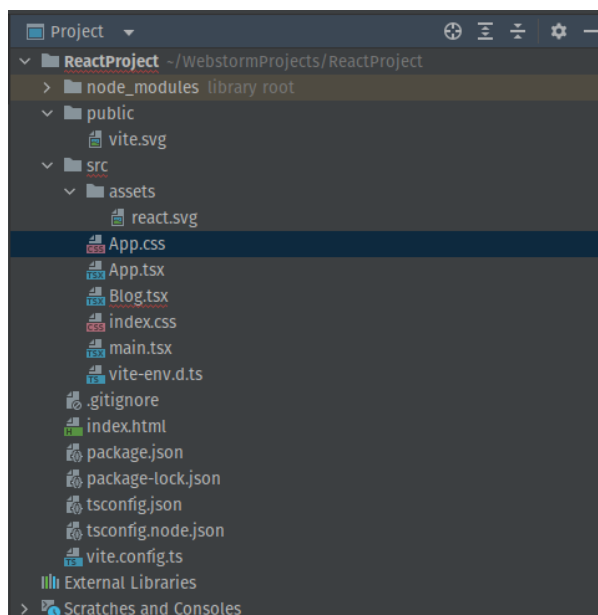 Project
ReactProject ~/WebstormProjects/ReactProject
node_modules library root
public
vite.svg
src
assets
react.svg
App.css
App.tsx
Blog.tsx
index.css
main.tsx
vite-env.d.ts
.gitignore
index.html
package.json
package-lock.json
tsconfig.json
tsconfig.node.json
vite.config.ts
External Libraries
Scratches and Consoles